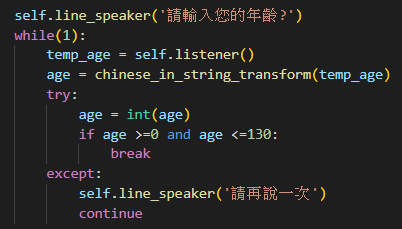 self.line_speaker('請輸入您的年齡?')
while(1):
    temp_age = self.listener()
    age = chinese_in_string_transform(temp_age)
    try:
        age = int(age)
        if age >=0 and age <=130:
            break
    except:
        self.line_speaker('請再說一次')
        continue